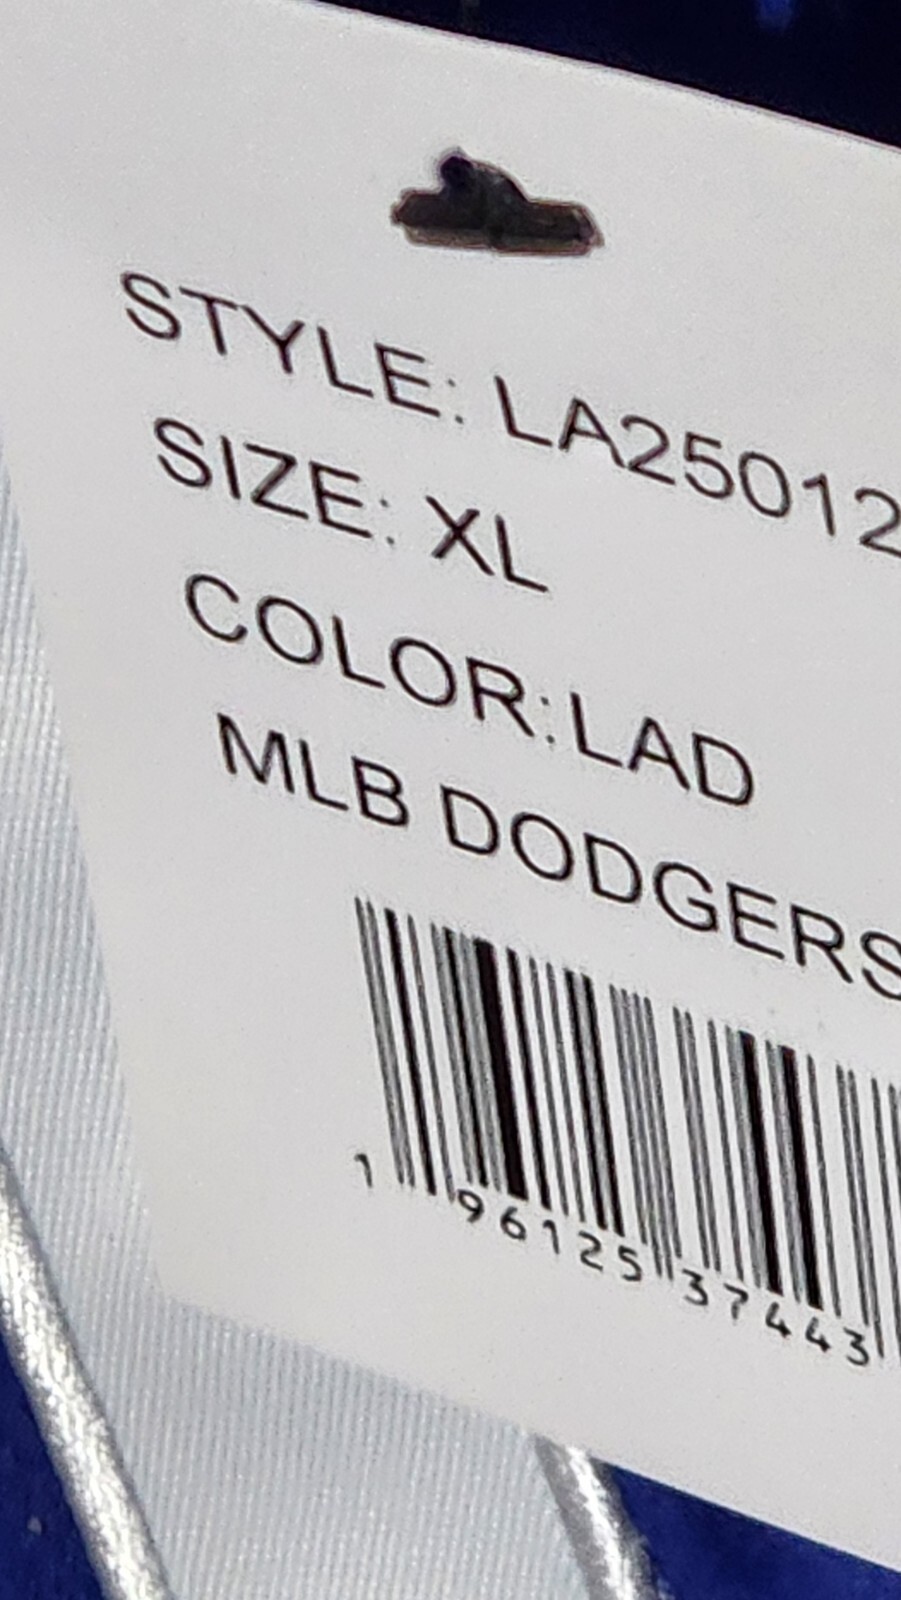 STYLE: LA25012
SIZE: XL
COLOR:LAD
MLB DODGERS
1 96125 37443